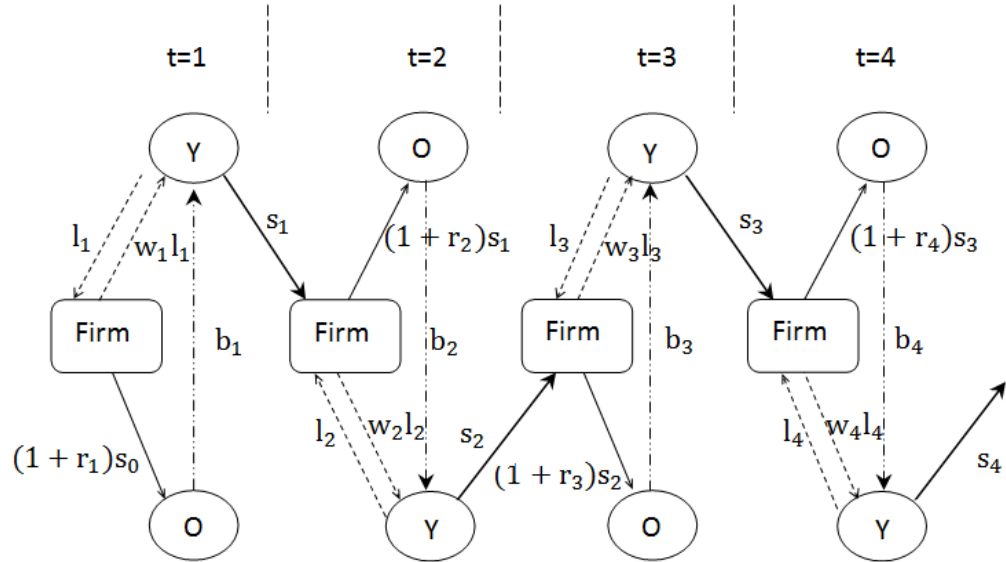 t=1 t=2 t=3 t=4
Y O Y O
s₁ s₃
l₁ w₁l₁ (1 + r₂)s₁ l₃ w₃l₃ (1 + r₄)s₃
Firm b₁ Firm b₂ Firm b₃ Firm b₄
(1 + r₁)s₀ l₂ w₂l₂ s₂ (1 + r₃)s₂ l₄ w₄l₄ s₄
O Y O Y